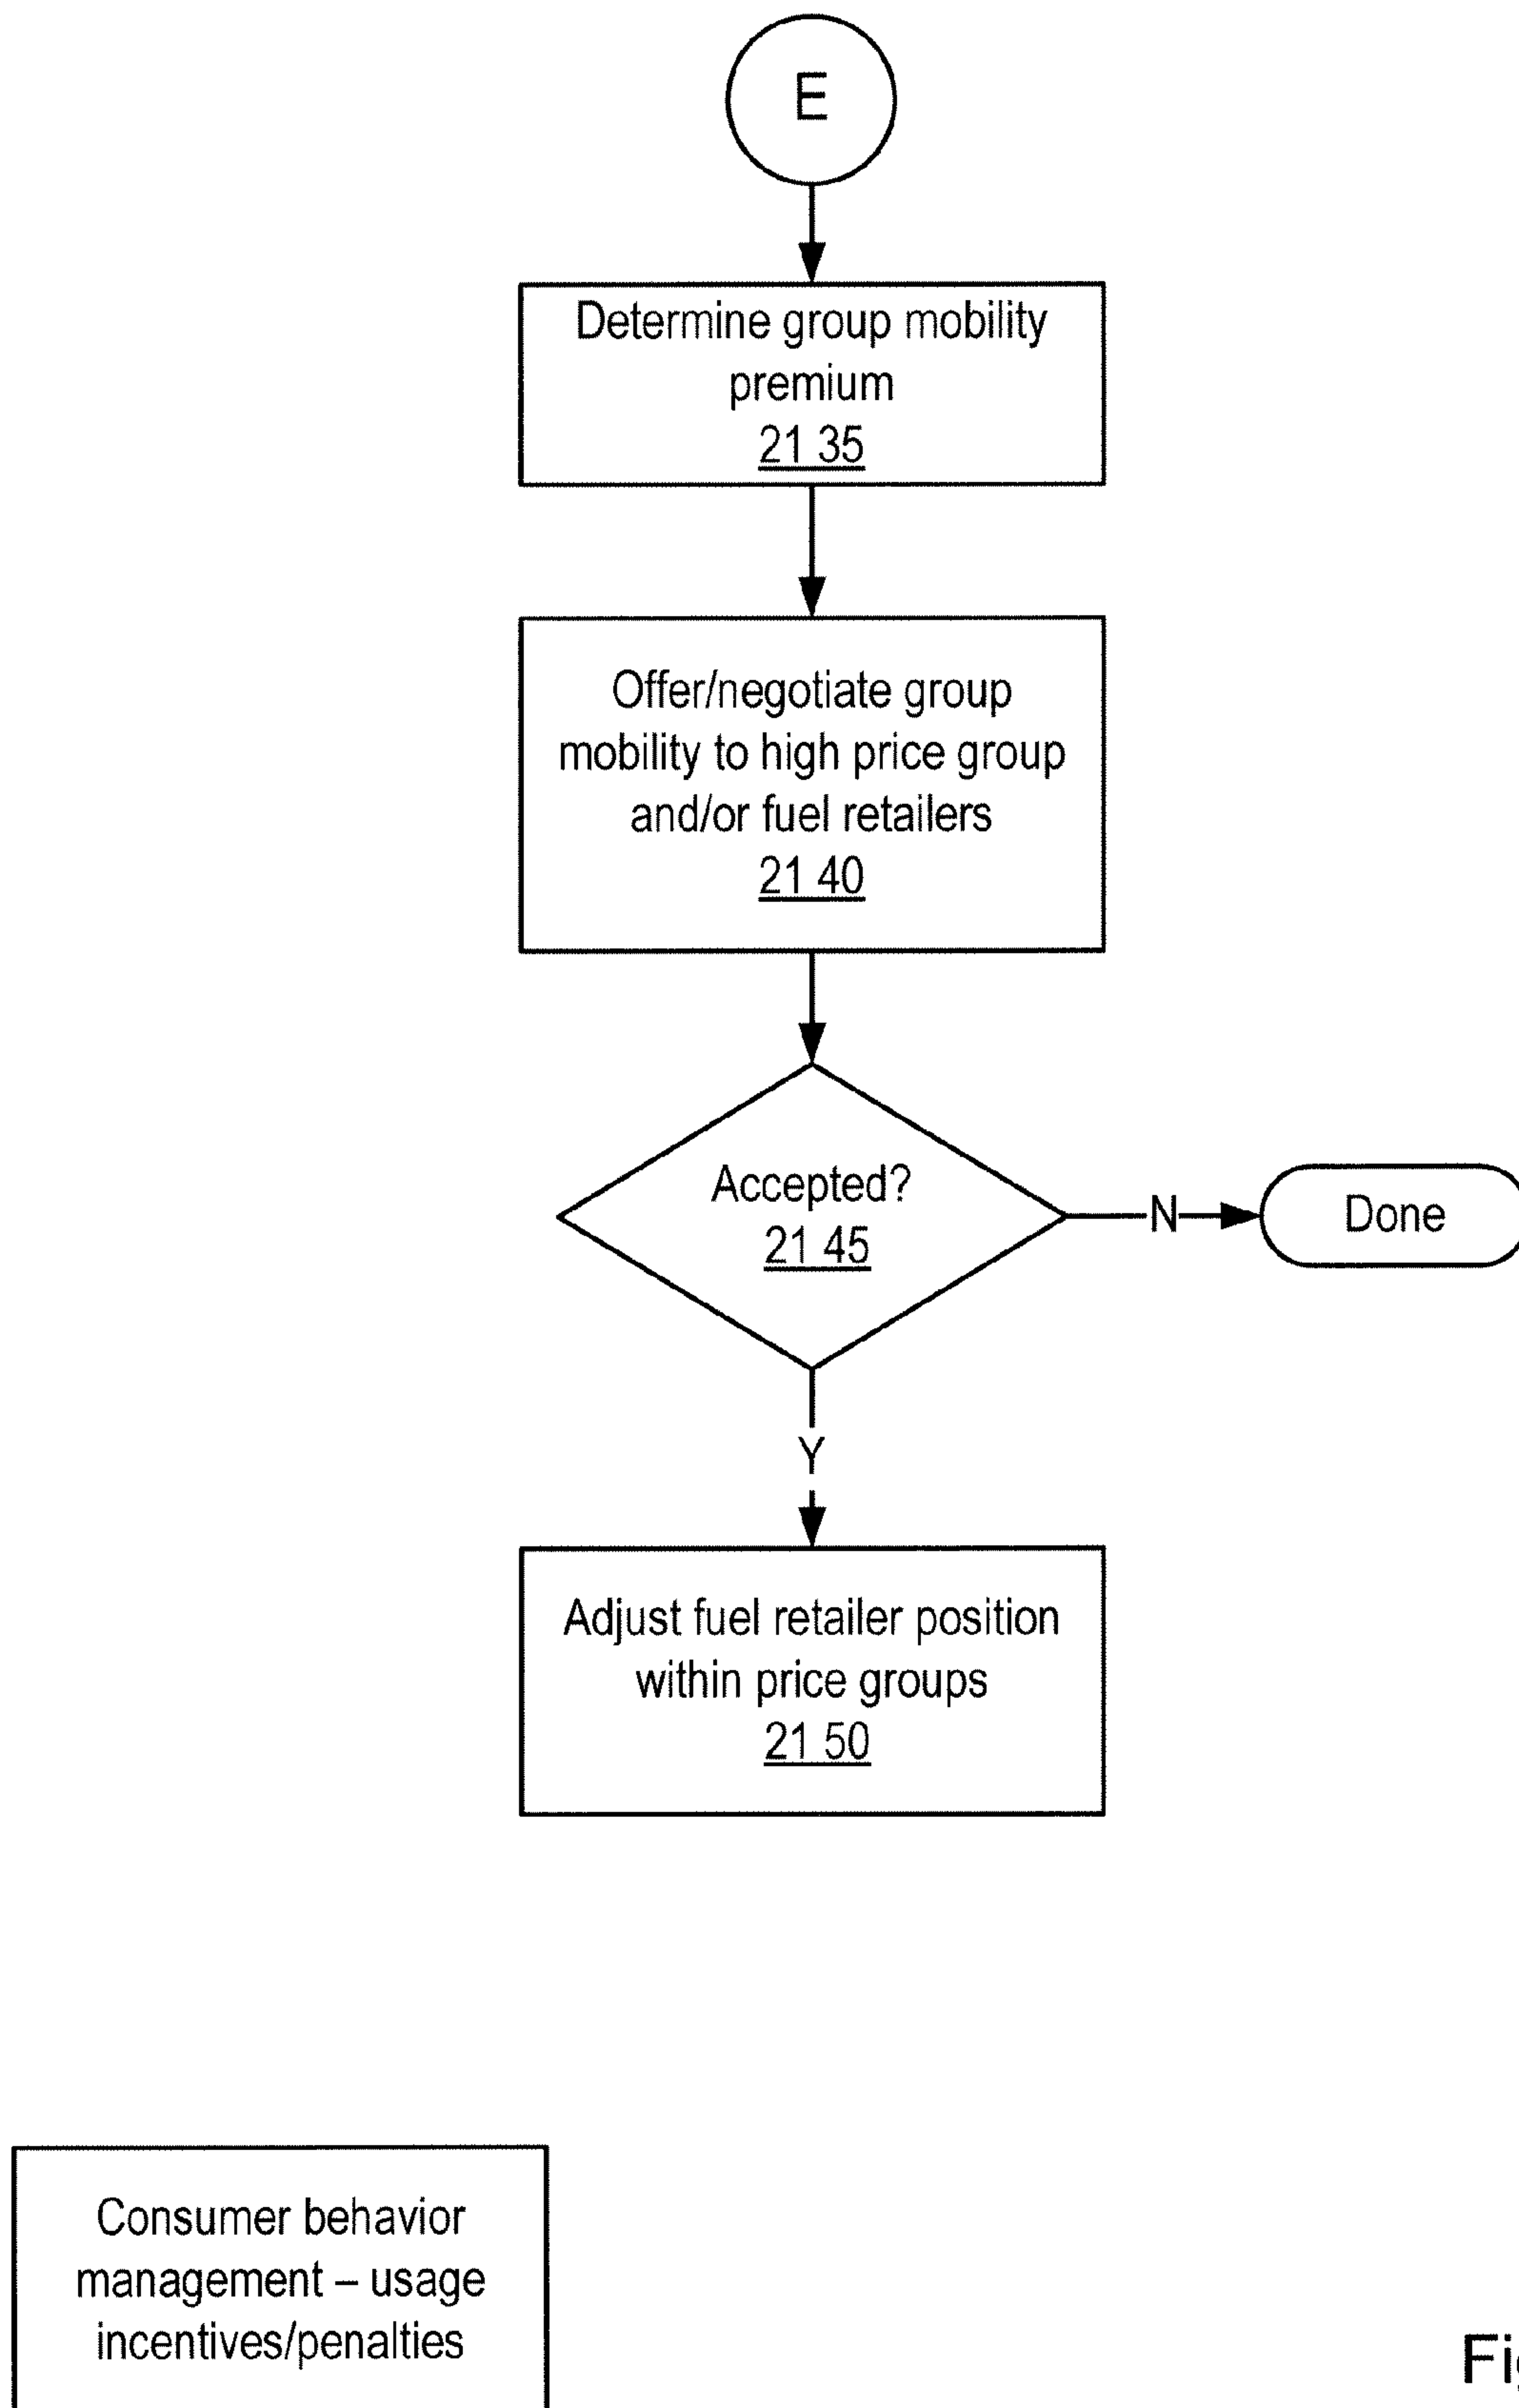 E
Determine group mobility
premium
21 35
Offer/negotiate group
mobility to high price group
and/or fuel retailers
21 40
Accepted?
21 45
N
Done
Y
Adjust fuel retailer position
within price groups
21 50
Consumer behavior
management – usage
incentives/penalties